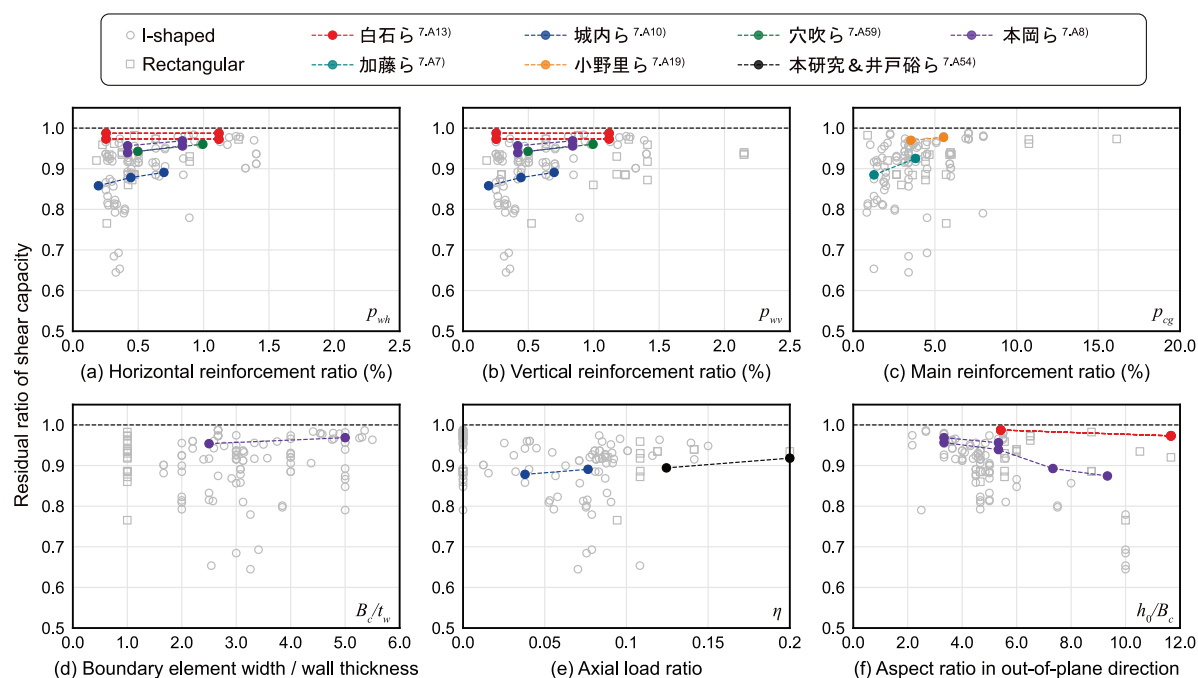 I-shaped 白石ら7.A13) 城内ら7.A10) 穴吹ら7.A59) 本岡ら7.A8)
Rectangular 加藤ら7.A7) 小野里ら7.A19) 本研究＆井戸硲ら7.A54)
Residual ratio of shear capacity
1.0
0.9
0.8
0.7
0.6
0.5
0.0 0.5 1.0 1.5 2.0 2.5
p_wh
(a) Horizontal reinforcement ratio (%)
1.0
0.9
0.8
0.7
0.6
0.5
0.0 0.5 1.0 1.5 2.0 2.5
p_wv
(b) Vertical reinforcement ratio (%)
1.0
0.9
0.8
0.7
0.6
0.5
0.0 5.0 10.0 15.0 20.0
p_cg
(c) Main reinforcement ratio (%)
1.0
0.9
0.8
0.7
0.6
0.5
0.0 1.0 2.0 3.0 4.0 5.0 6.0
B_c/t_w
(d) Boundary element width / wall thickness
1.0
0.9
0.8
0.7
0.6
0.5
0.0 0.05 0.1 0.15 0.2
η
(e) Axial load ratio
1.0
0.9
0.8
0.7
0.6
0.5
0.0 2.0 4.0 6.0 8.0 10.0 12.0
h_0/B_c
(f) Aspect ratio in out-of-plane direction